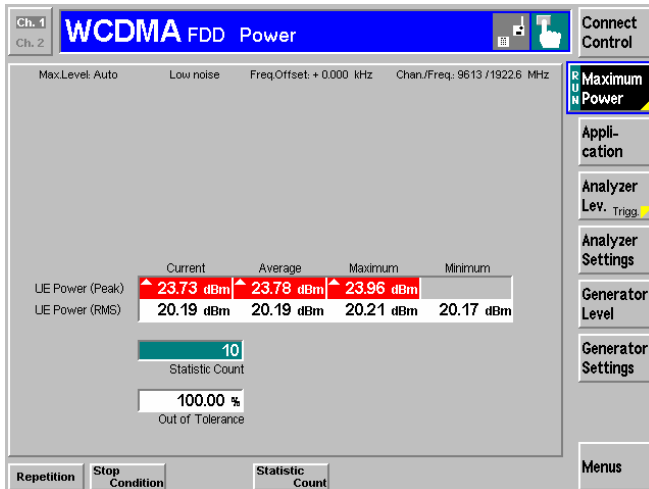 Ch. 1
Ch. 2
WCDMA FDD Power
Connect
Control
Max.Level: Auto Low noise Freq.Offset: + 0.000 kHz Chan./Freq.: 9613 /1922.6 MHz
RUN
Maximum
Power
Appli-
cation
Analyzer
Lev. Trigg.
Analyzer
Settings
Generator
Level
Generator
Settings
Current Average Maximum Minimum
UE Power (Peak) 23.73 dBm 23.78 dBm 23.96 dBm
UE Power (RMS) 20.19 dBm 20.19 dBm 20.21 dBm 20.17 dBm
10
Statistic Count
100.00 %
Out of Tolerance
Repetition
Stop
Condition
Statistic
Count
Menus